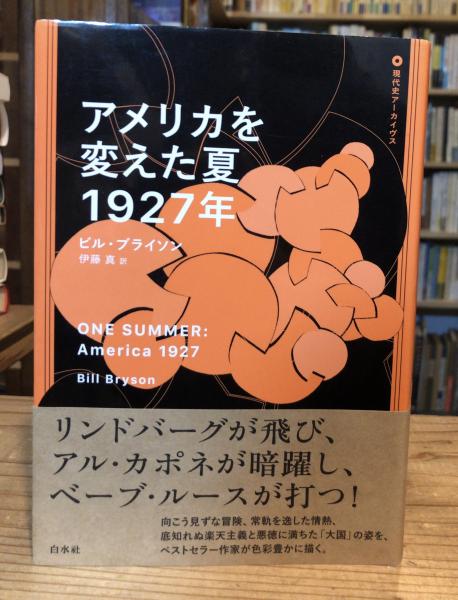 現代史アーカイヴス
アメリカを
変えた夏
1927年
ビル・ブライソン
伊藤 真 訳
ONE SUMMER:
America 1927
Bill Bryson
リンドバーグが飛び、
アル・カポネが暗躍し、
ベーブ・ルースが打つ！
向こう見ずな冒険、常軌を逸した情熱、
底知れぬ楽天主義と悪徳に満ちた「大国」の姿を、
ベストセラー作家が色彩豊かに描く。
白水社